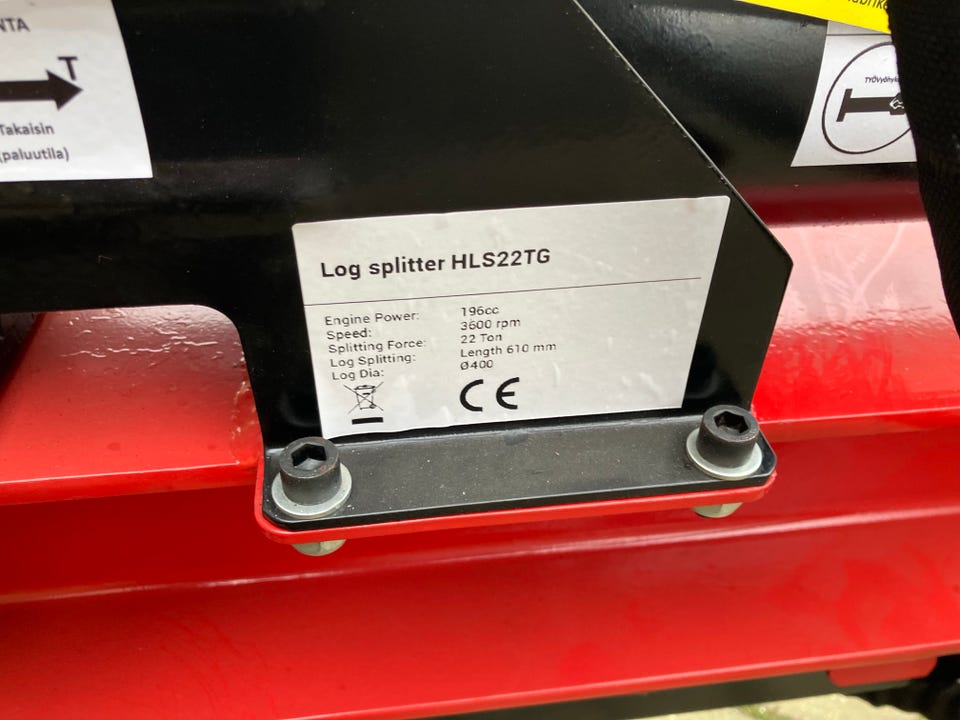 NTA
T
Takaisin
(paluutila)
TYÖVyöhyk
Log splitter HLS22TG
Engine Power: 196cc
Speed: 3600 rpm
Splitting Force: 22 Ton
Log Splitting: Length 610 mm
Log Dia: Ø400
CE